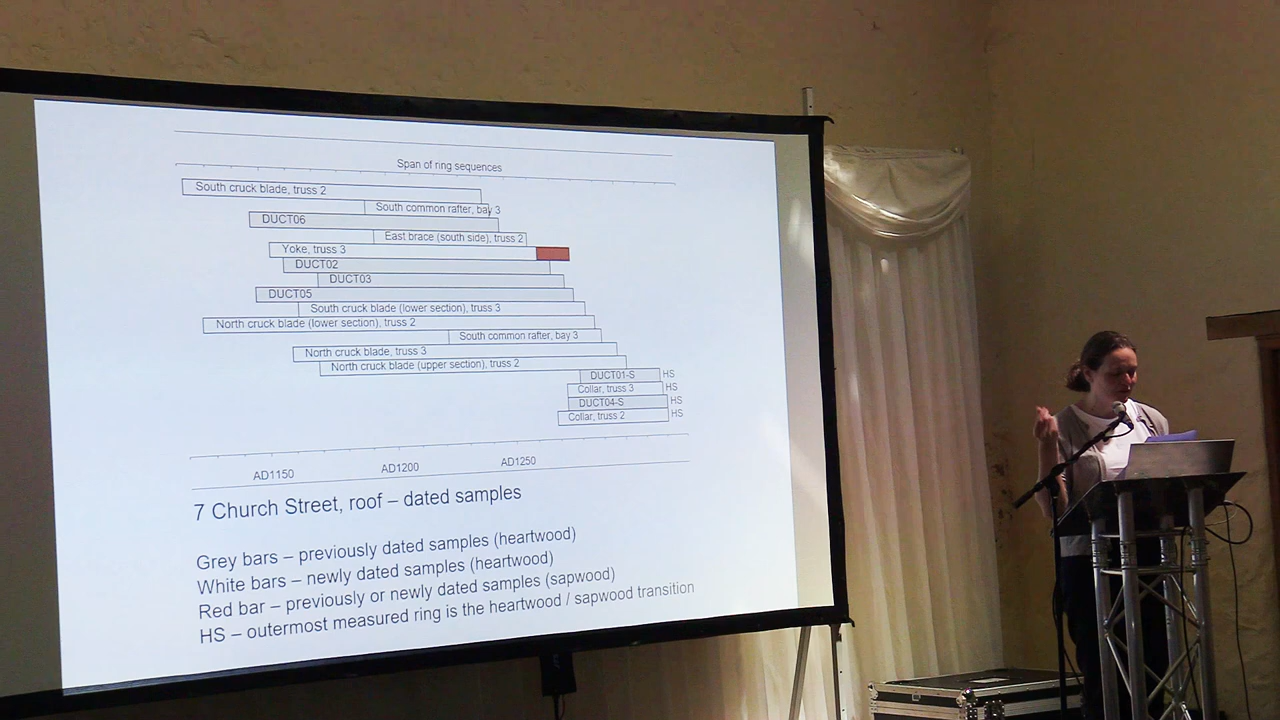 Span of ring sequences
South cruck blade, truss 2
South common rafter, bay 3
DUCT06
East brace (south side), truss 2
Yoke, truss 3
DUCT02
DUCT03
DUCT05
South cruck blade (lower section), truss 3
North cruck blade (lower section), truss 2
South common rafter, bay 3
North cruck blade, truss 3
North cruck blade (upper section), truss 2
DUCT01-S HS
Collar, truss 3 HS
DUCT04-S HS
Collar, truss 2 HS
AD1150 AD1200 AD1250
7 Church Street, roof – dated samples
Grey bars – previously dated samples (heartwood)
White bars – newly dated samples (heartwood)
Red bar – previously or newly dated samples (sapwood)
HS – outermost measured ring is the heartwood / sapwood transition